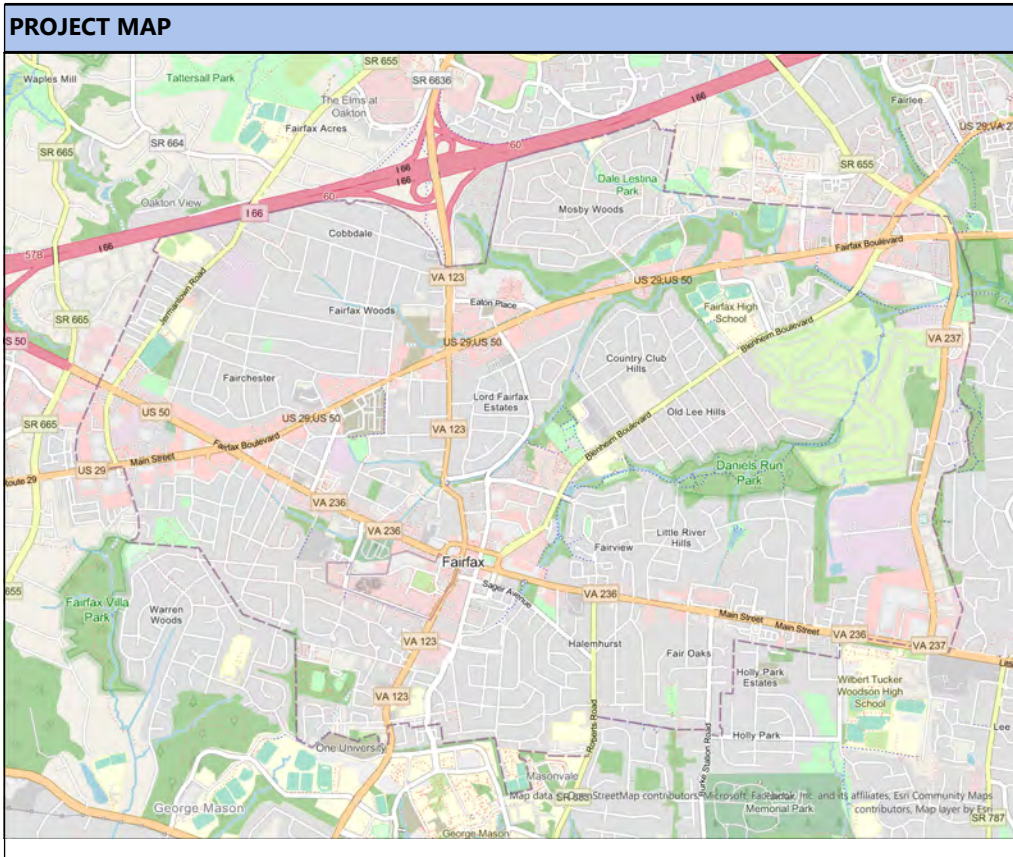 PROJECT MAP
SR 655
Waples Mill
Tattersall Park
SR 6636
The Elms at
Oakton
Fairfax Acres
Fairlee
I 66
US 29;VA 23
SR 665
SR 664
60
I 66
I 66
SR 655
Dale Lestina
Park
60
Oakton View
I 66
Mosby Woods
Cobbdale
Fairfax Boulevard
I 66
578
VA 123
US 29;US 50
Jermantown Road
Eaton Place
Fairfax High
School
Fairfax Woods
SR 665
Blenheim Boulevard
US 50
US 29;US 50
VA 237
Country Club
Hills
Fairchester
Lord Fairfax
Estates
US 50
US 29;US 50
Old Lee Hills
SR 665
VA 123
Fairfax Boulevard
Blenheim Boulevard
Main Street
US 29
Route 29
Daniels Run
Park
VA 236
VA 236
Little River
Hills
Fairview
Fairfax
655
Sager Avenue
VA 236
Fairfax Villa
Park
Warren
Woods
Main Street
Main Street
VA 236
VA 237
VA 123
Halemhurst
Fair Oaks
Holly Park
Estates
Wilbert Tucker
Woodson High
School
VA 123
Roberts Road
Burke Station Road
Lee
Holly Park
One University
Masonvale
George Mason
Map data © OpenStreetMap contributors, Microsoft, Facebook, Inc. and its affiliates, Esri Community Maps
contributors, Map layer by Esri
Memorial Park
SR 787
George Mason